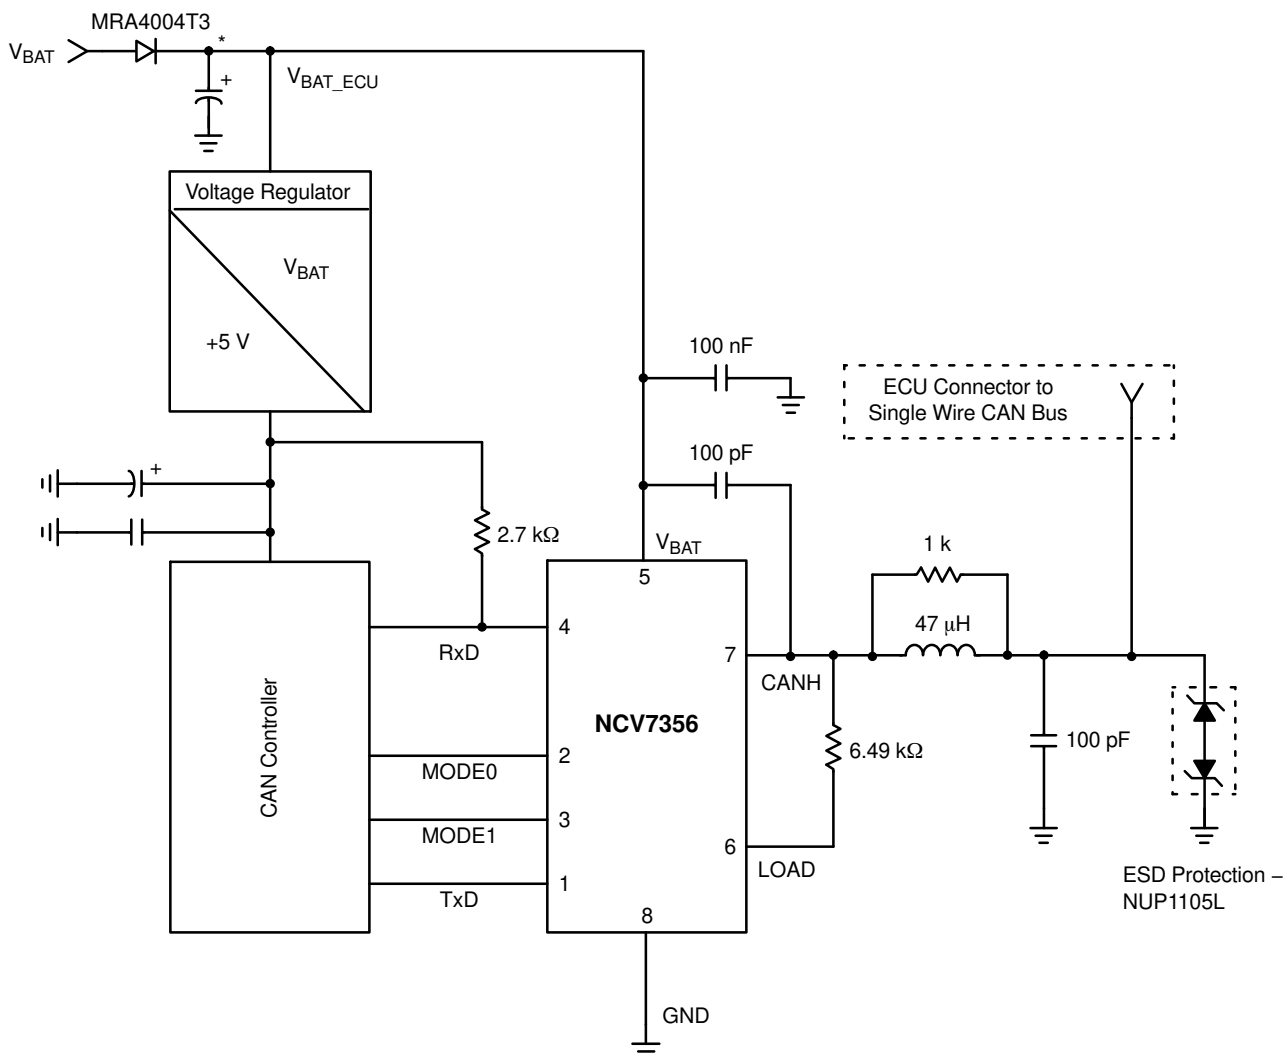 MRA4004T3
V_BAT
*
+
V_BAT_ECU
Voltage Regulator
V_BAT
+5 V
100 nF
ECU Connector to
Single Wire CAN Bus
100 pF
+
2.7 kΩ
V_BAT
5
1 k
47 μH
4
RxD
7
CANH
CAN Controller
NCV7356
6.49 kΩ
100 pF
2
MODE0
3
MODE1
6
LOAD
1
TxD
8
ESD Protection –
NUP1105L
GND